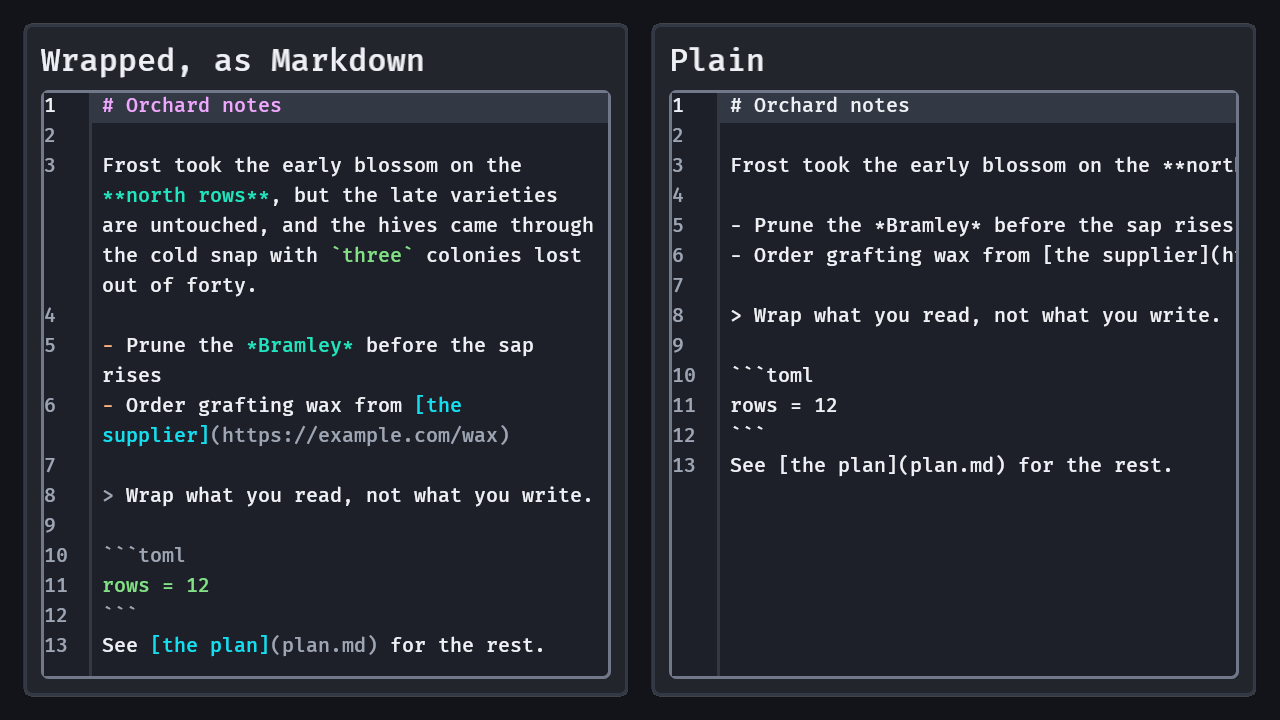 Wrapped, as Markdown
1 # Orchard notes
2
3 Frost took the early blossom on the
**north rows**, but the late varieties
are untouched, and the hives came through
the cold snap with `three` colonies lost
out of forty.
4
5 - Prune the *Bramley* before the sap
rises
6 - Order grafting wax from [the
supplier](https://example.com/wax)
7
8 > Wrap what you read, not what you write.
9
10 ```toml
11 rows = 12
12 ```
13 See [the plan](plan.md) for the rest.
Plain
1 # Orchard notes
2
3 Frost took the early blossom on the **nort
4
5 - Prune the *Bramley* before the sap rises
6 - Order grafting wax from [the supplier](h
7
8 > Wrap what you read, not what you write.
9
10 ```toml
11 rows = 12
12 ```
13 See [the plan](plan.md) for the rest.